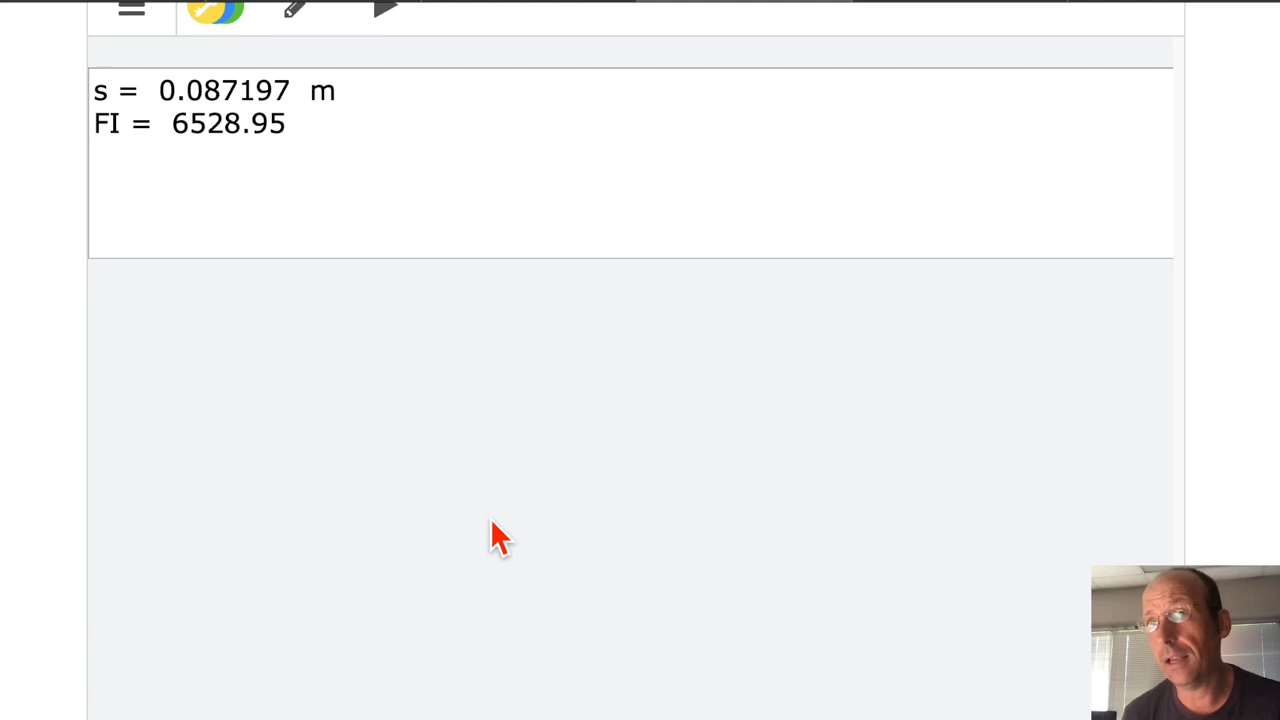 s = 0.087197 m
FI = 6528.95